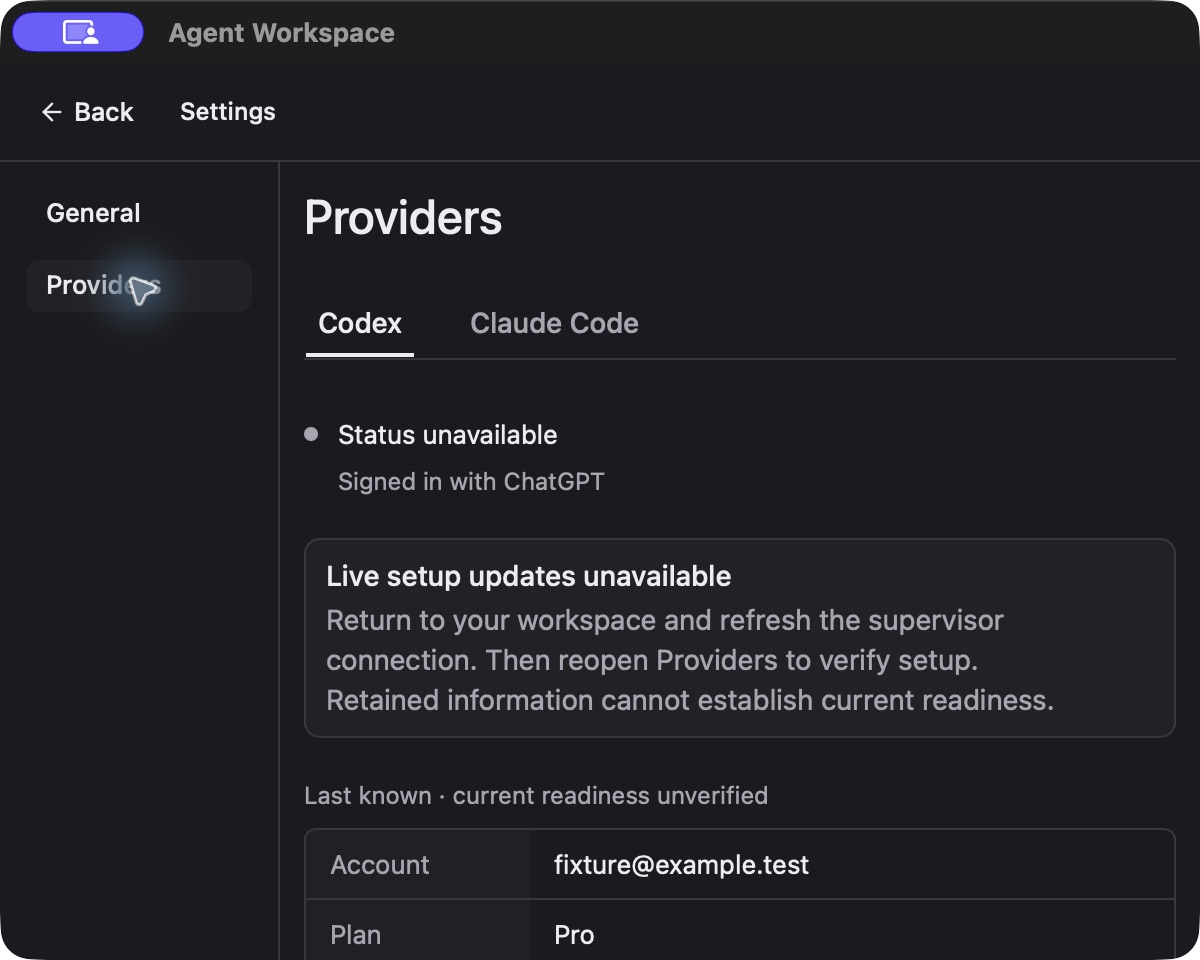 Agent Workspace
← Back Settings
General
Providers
Providers
Codex Claude Code
Status unavailable
Signed in with ChatGPT
Live setup updates unavailable
Return to your workspace and refresh the supervisor
connection. Then reopen Providers to verify setup.
Retained information cannot establish current readiness.
Last known · current readiness unverified
Account fixture@example.test
Plan Pro